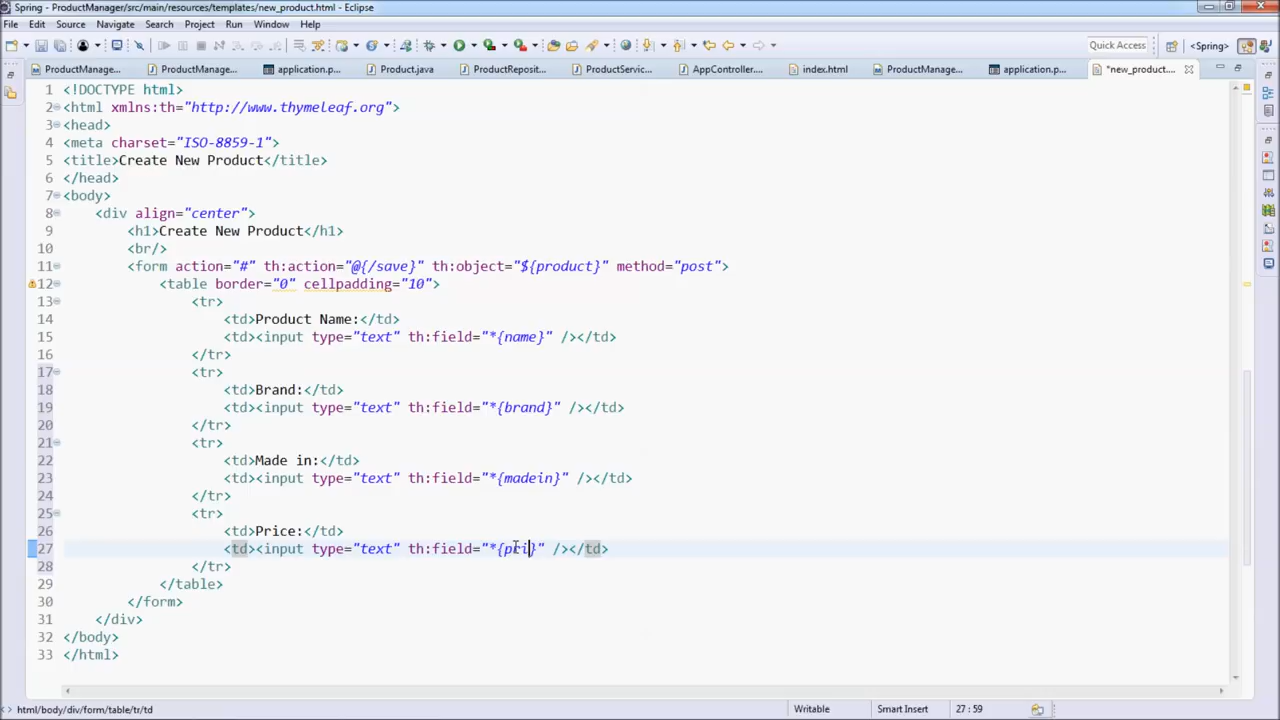 Spring - ProductManager/src/main/resources/templates/new_product.html - Eclipse
File Edit Source Navigate Search Project Run Window Help
Quick Access <Spring>
ProductManage... ProductManage... application.p... Product.java ProductReposit... ProductServic... AppController.... index.html ProductManage... application.p... *new_product....
1 <!DOCTYPE html>
2 <html xmlns:th="http://www.thymeleaf.org">
3 <head>
4 <meta charset="ISO-8859-1">
5 <title>Create New Product</title>
6 </head>
7 <body>
8 <div align="center">
9 <h1>Create New Product</h1>
10 <br/>
11 <form action="#" th:action="@{/save}" th:object="${product}" method="post">
12 <table border="0" cellpadding="10">
13 <tr>
14 <td>Product Name:</td>
15 <td><input type="text" th:field="*{name}" /></td>
16 </tr>
17 <tr>
18 <td>Brand:</td>
19 <td><input type="text" th:field="*{brand}" /></td>
20 </tr>
21 <tr>
22 <td>Made in:</td>
23 <td><input type="text" th:field="*{madein}" /></td>
24 </tr>
25 <tr>
26 <td>Price:</td>
27 <td><input type="text" th:field="*{pri}" /></td>
28 </tr>
29 </table>
30 </form>
31 </div>
32 </body>
33 </html>
html/body/div/form/table/tr/td Writable Smart Insert 27 : 59